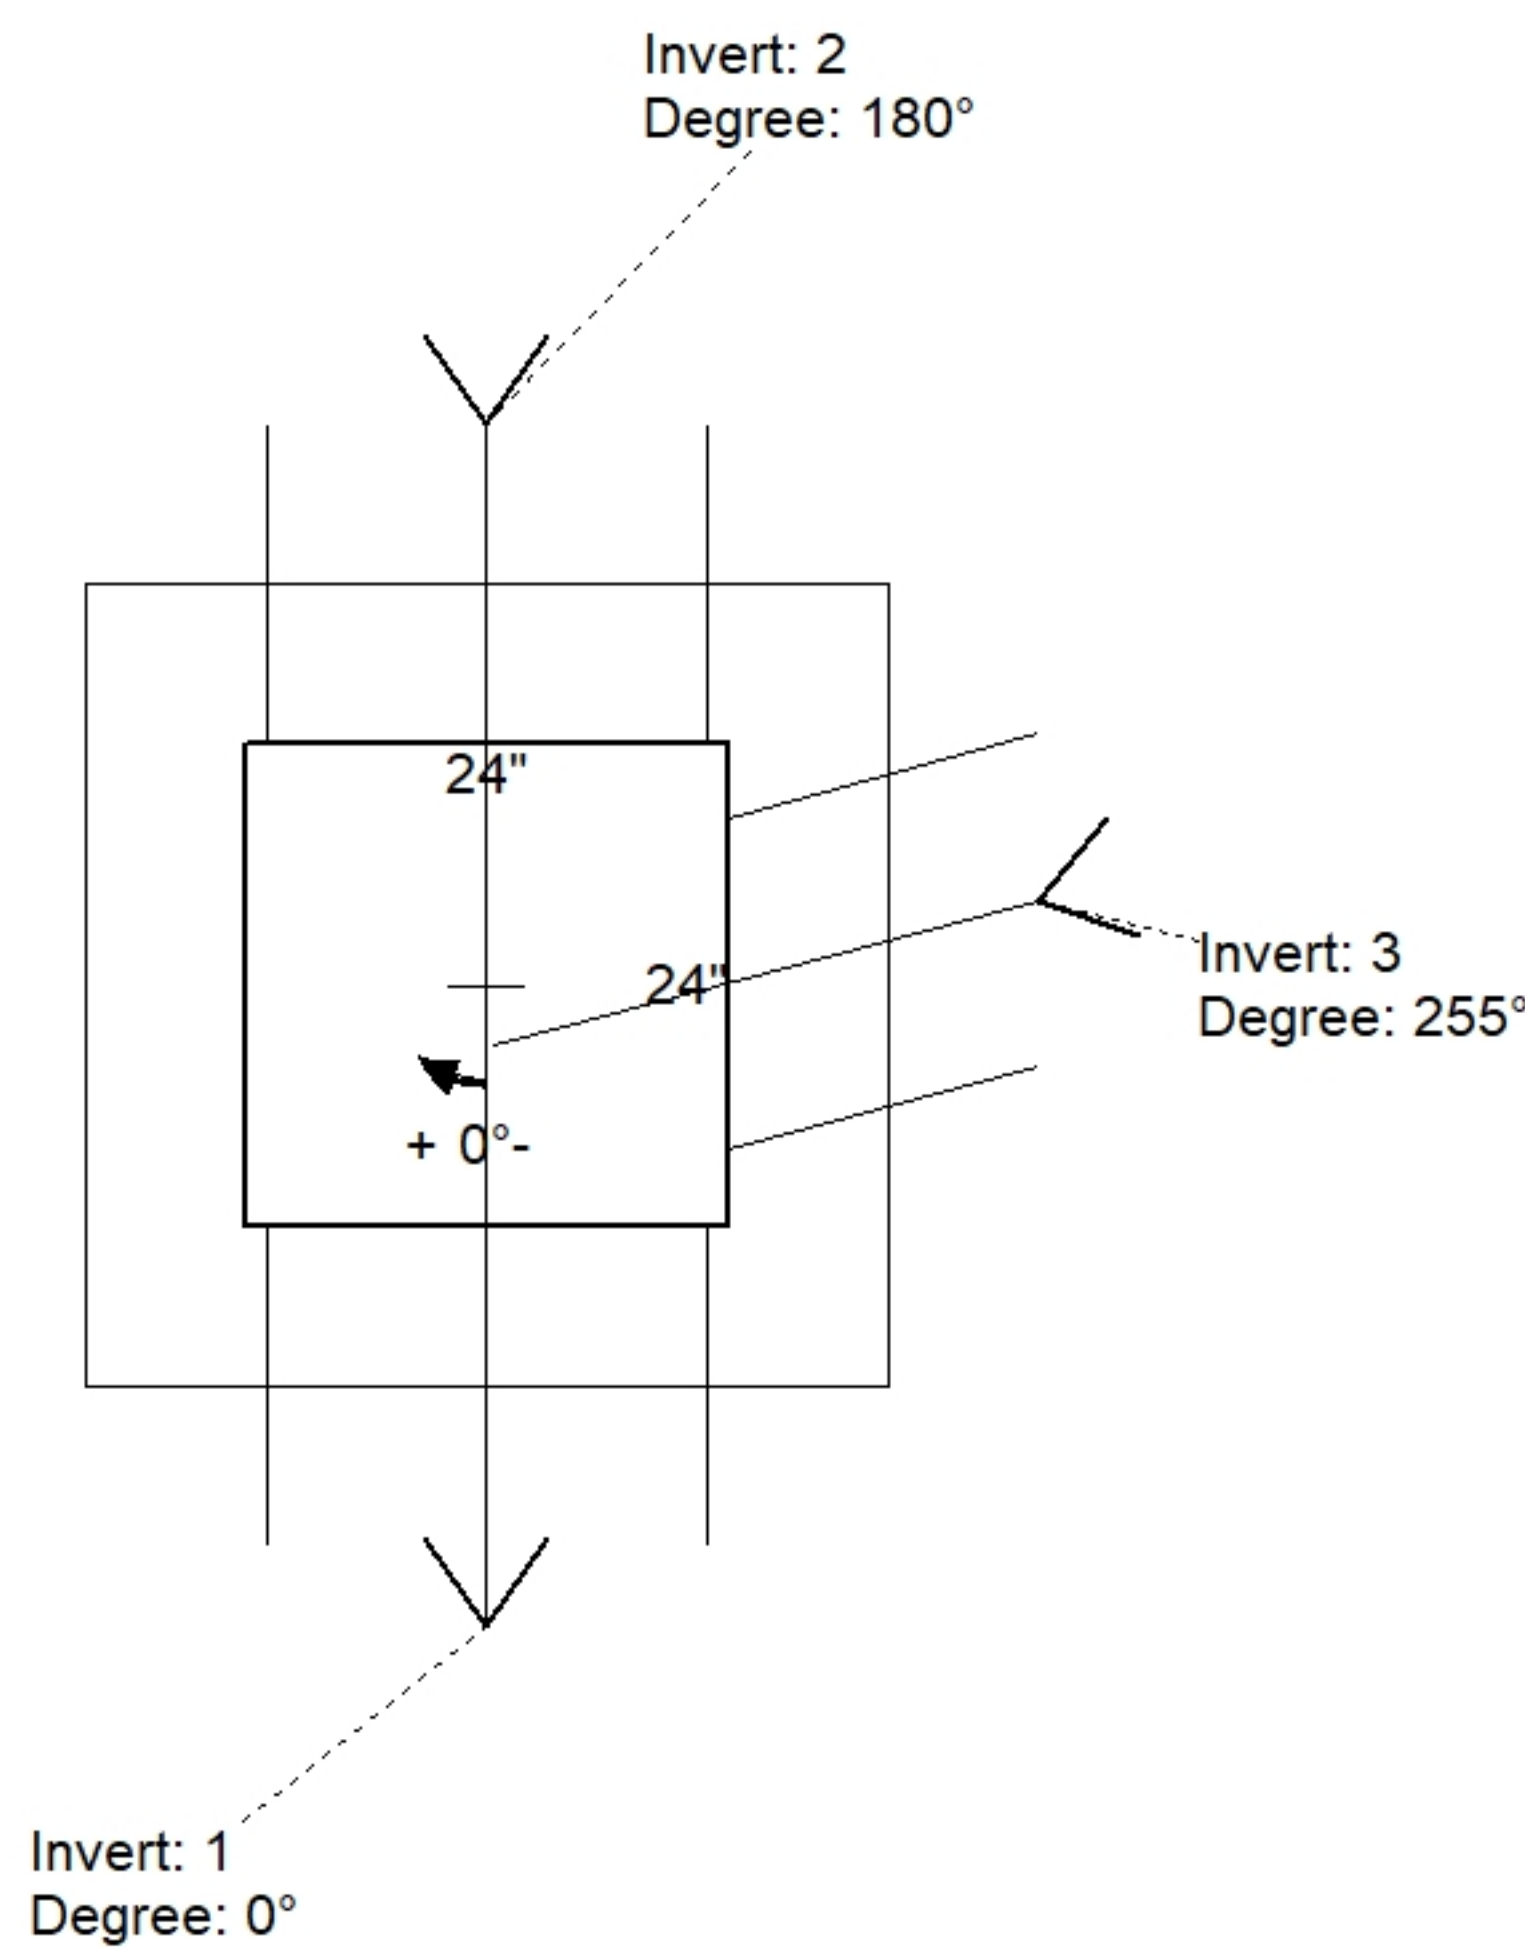 Invert: 2
Degree: 180°
24"
24"
Invert: 3
Degree: 255°
+ 0°-
Invert: 1
Degree: 0°